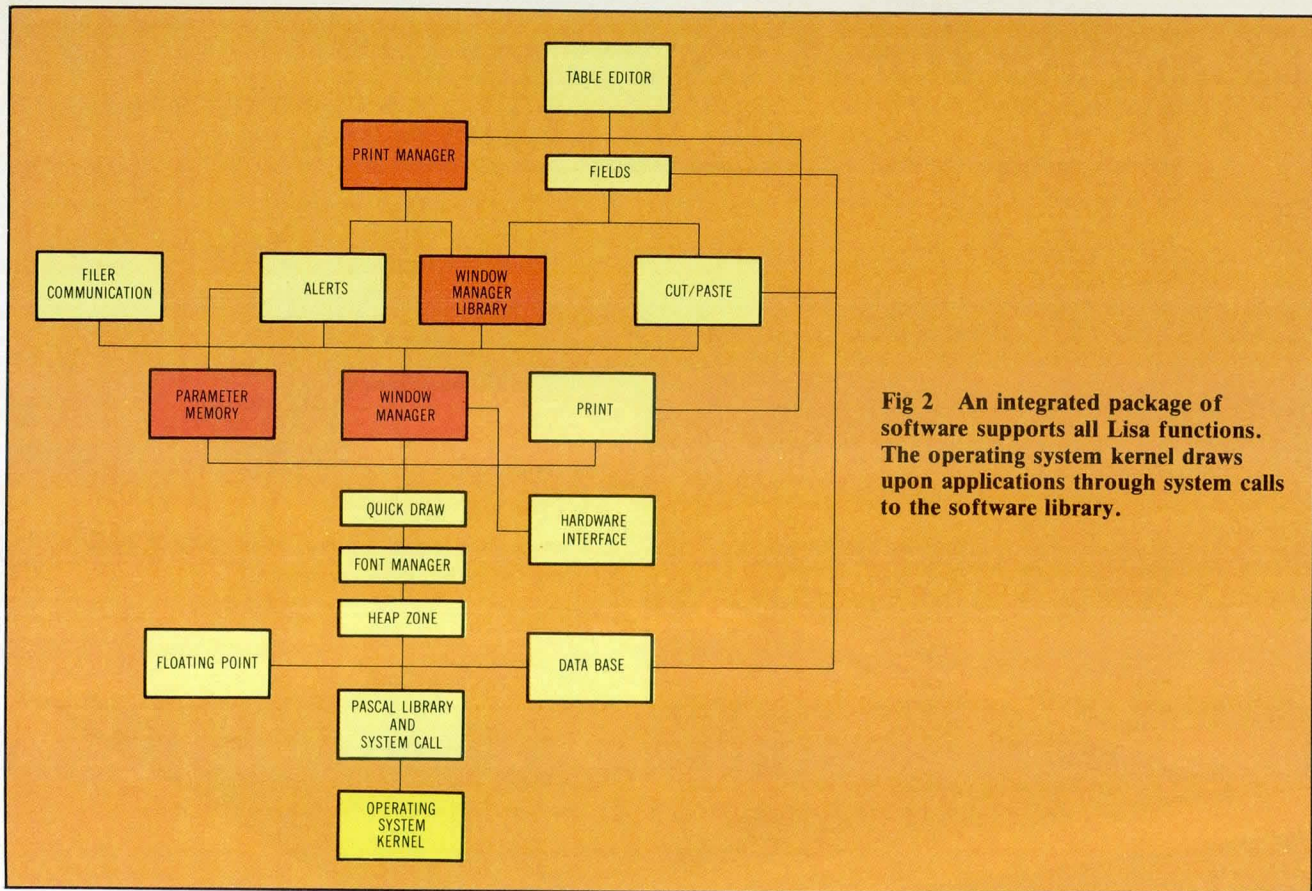 TABLE EDITOR
PRINT MANAGER
FIELDS
FILER
COMMUNICATION
ALERTS
WINDOW
MANAGER
LIBRARY
CUT/PASTE
PARAMETER
MEMORY
WINDOW
MANAGER
PRINT
QUICK DRAW
HARDWARE
INTERFACE
FONT MANAGER
HEAP ZONE
FLOATING POINT
DATA BASE
PASCAL LIBRARY
AND
SYSTEM CALL
OPERATING
SYSTEM
KERNEL
Fig 2 An integrated package of
software supports all Lisa functions.
The operating system kernel draws
upon applications through system calls
to the software library.